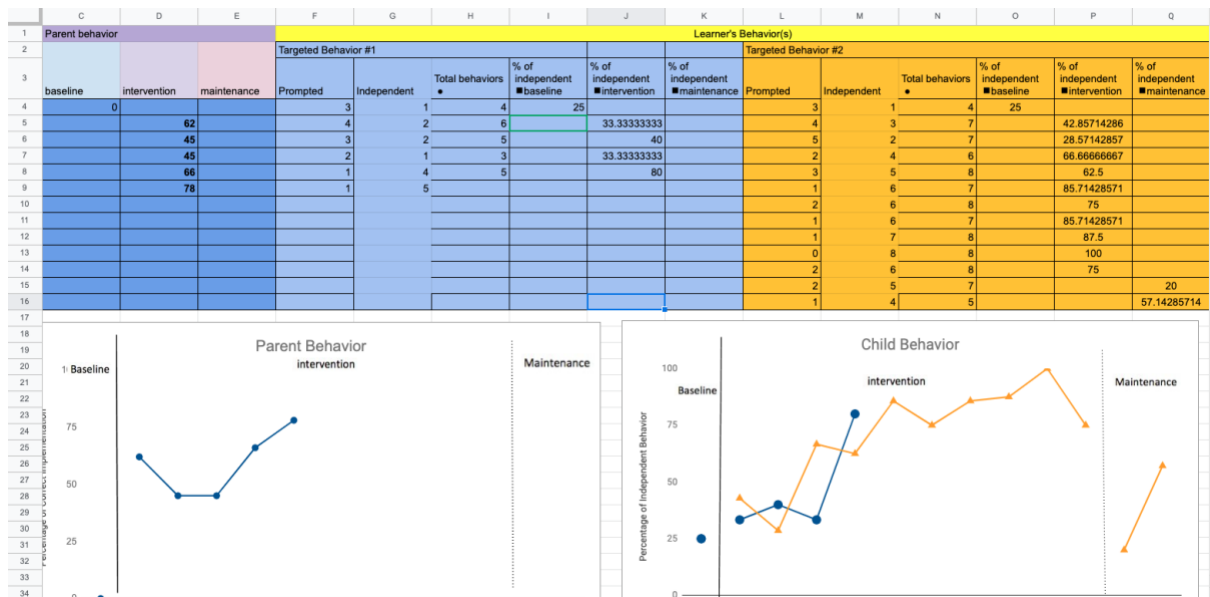 C D E F G H I J K L M N O P Q
1 Parent behavior Learner's Behavior(s)
2 Targeted Behavior #1 Targeted Behavior #2
3 baseline intervention maintenance Prompted Independent Total behaviors ● % of independent ■baseline % of independent ■intervention % of independent ■maintenance Prompted Independent Total behaviors ● % of independent ■baseline % of independent ■intervention % of independent ■maintenance
4 0 3 1 4 25 3 1 4 25
5 62 4 2 6 33.33333333 4 3 7 42.85714286
6 45 3 2 5 40 5 2 7 28.57142857
7 45 2 1 3 33.33333333 2 4 6 66.66666667
8 66 1 4 5 80 3 5 8 62.5
9 78 1 5 1 6 7 85.71428571
10 2 6 8 75
11 1 6 7 85.71428571
12 1 7 8 87.5
13 0 8 8 100
14 2 6 8 75
15 2 5 7 20
16 1 4 5 57.14285714
17
18
19
20
21
22
23
24
25
26
27
28
29
30
31
32
33
34
Parent Behavior
Baseline intervention Maintenance
75
50
25
0
Child Behavior
100
Baseline intervention Maintenance
75
50
25
0
Percentage of Independent Behavior